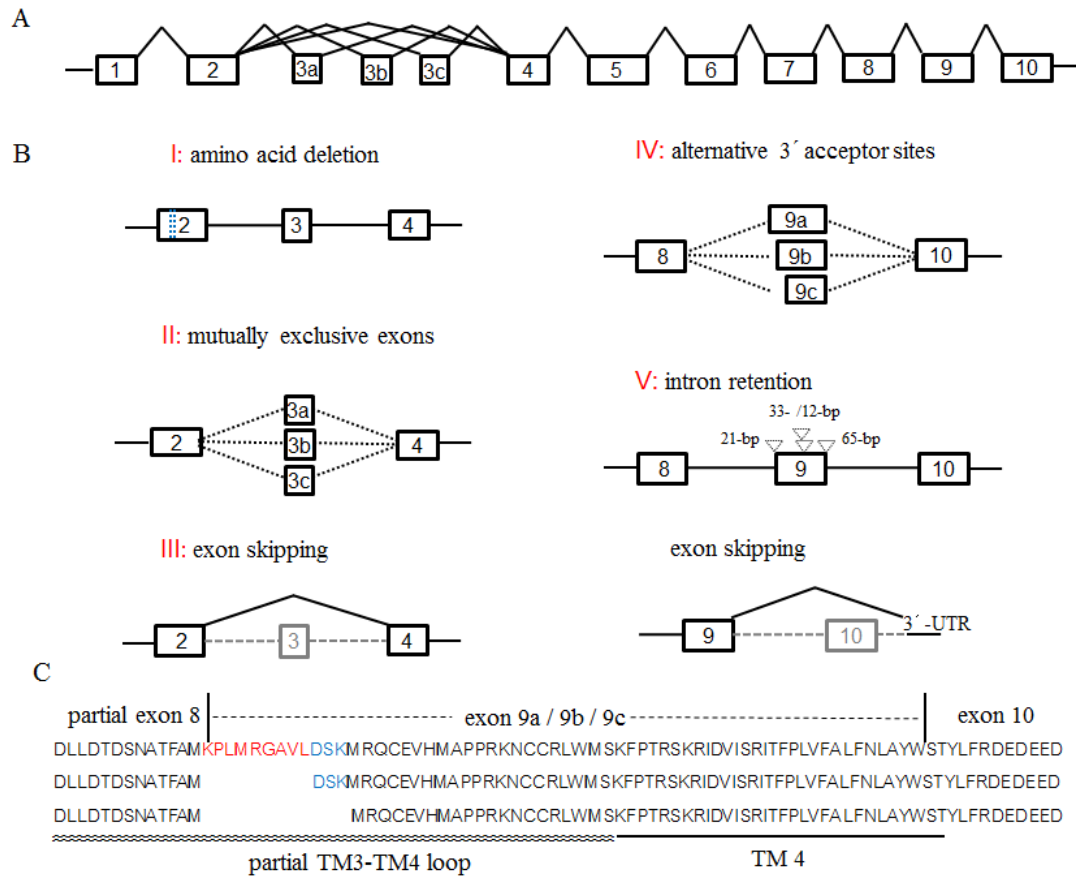 A
1 2 3a 3b 3c 4 5 6 7 8 9 10
B
I: amino acid deletion
2 3 4
II: mutually exclusive exons
3a
2 3b 4
3c
III: exon skipping
2 3 4
IV: alternative 3´ acceptor sites
9a
8 9b 10
9c
V: intron retention
33- /12-bp
21-bp 65-bp
8 9 10
exon skipping
9 10 3´-UTR
C
partial exon 8 exon 9a / 9b / 9c exon 10
DLLDTDSNATFAMKPLMRGAVLDSKMRQCEVHMAPPRKNCCRLWMSKFPTRSKRIDVISRITFPLVFALFNLAYWSTYLFRDEDEED
DLLDTDSNATFAM DSKMRQCEVHMAPPRKNCCRLWMSKFPTRSKRIDVISRITFPLVFALFNLAYWSTYLFRDEDEED
DLLDTDSNATFAM MRQCEVHMAPPRKNCCRLWMSKFPTRSKRIDVISRITFPLVFALFNLAYWSTYLFRDEDEED
partial TM3-TM4 loop TM 4